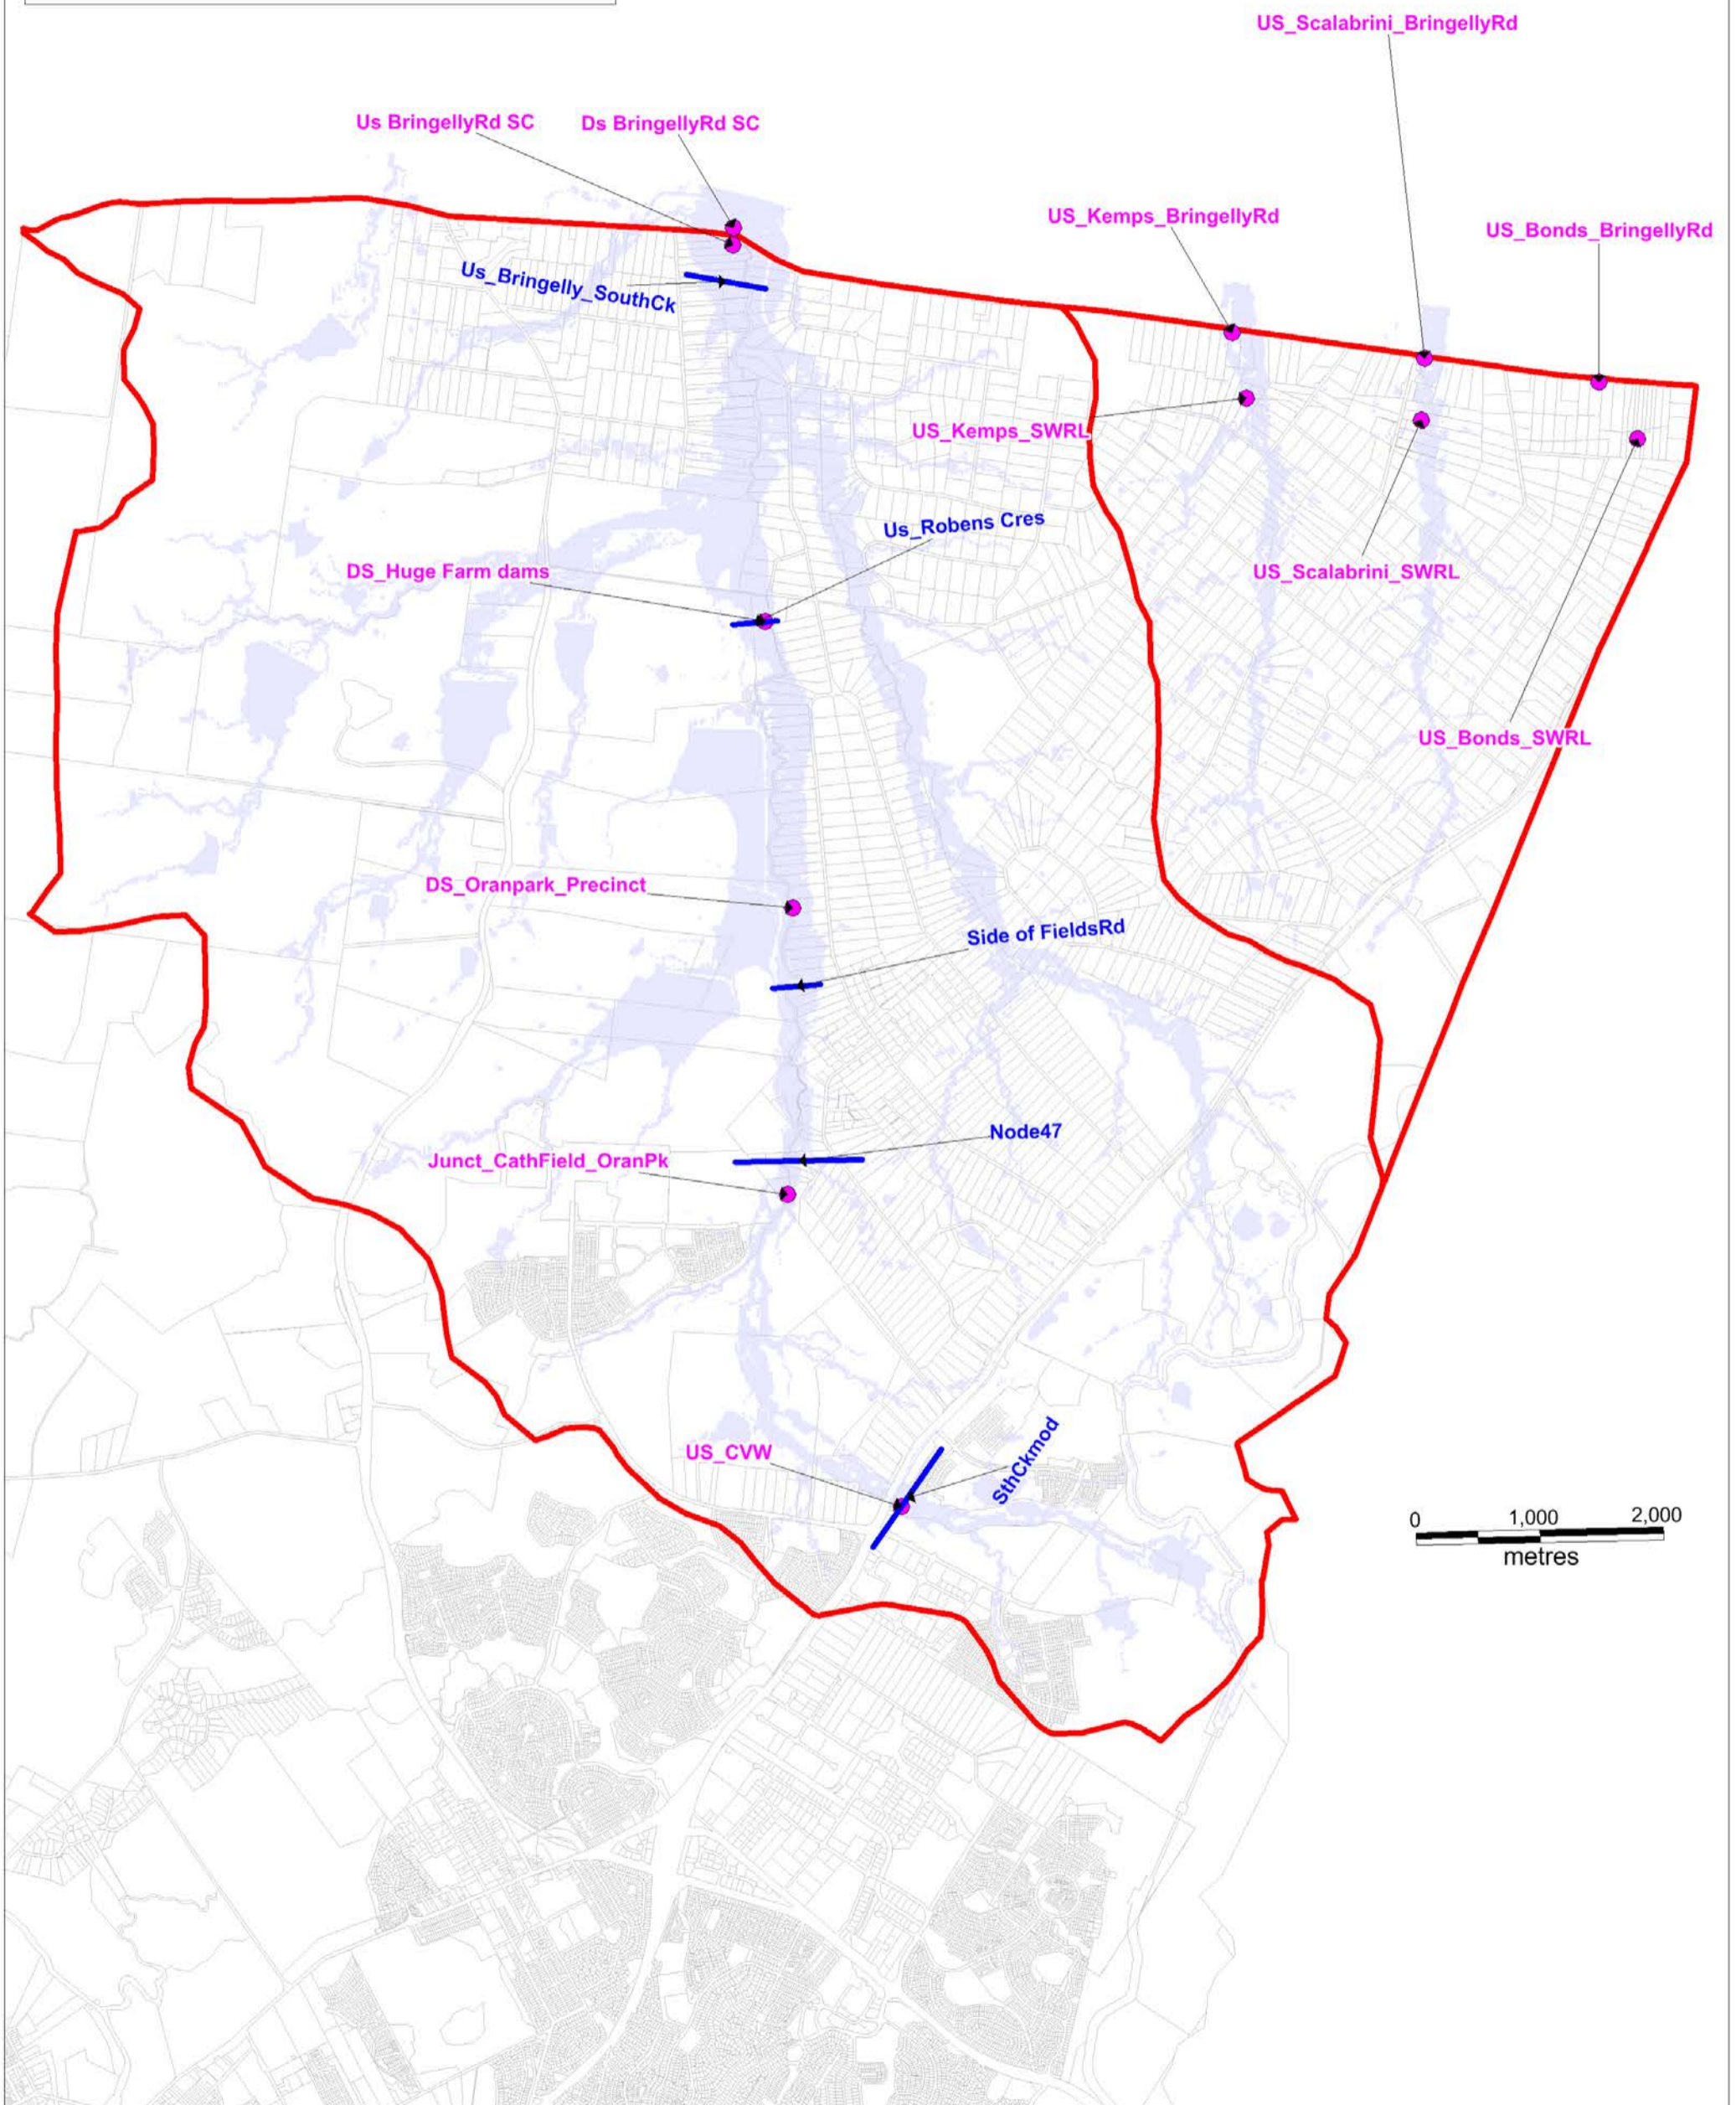 US_Scalabrini_BringellyRd
Us BringellyRd SC
Ds BringellyRd SC
US_Kemps_BringellyRd
US_Bonds_BringellyRd
Us_Bringelly_SouthCk
US_Kemps_SWRL
Us_Robens Cres
DS_Huge Farm dams
US_Scalabrini_SWRL
US_Bonds_SWRL
DS_Oranpark_Precinct
Side of FieldsRd
Node47
Junct_CathField_OranPk
US_CVW
SthCkmod
0 1,000 2,000
metres